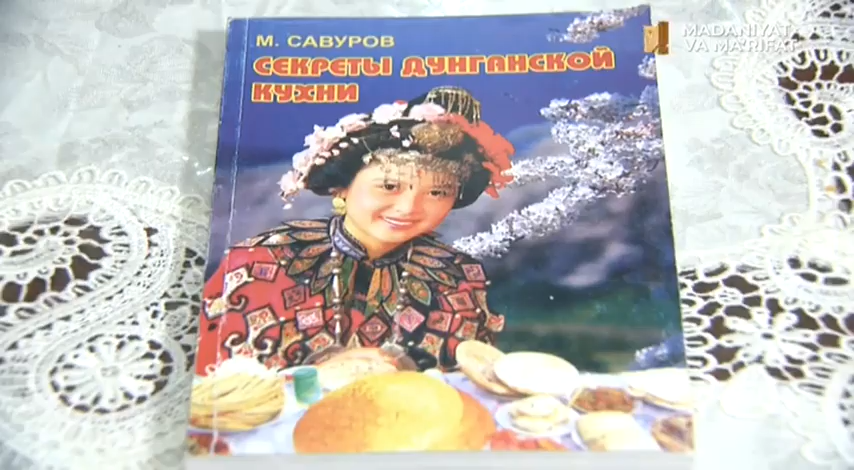 М. САВУРОВ
СЕКРЕТЫ ДУНГАНСКОЙ
КУХНИ
MADANIYAT
VA MA'RIFAT